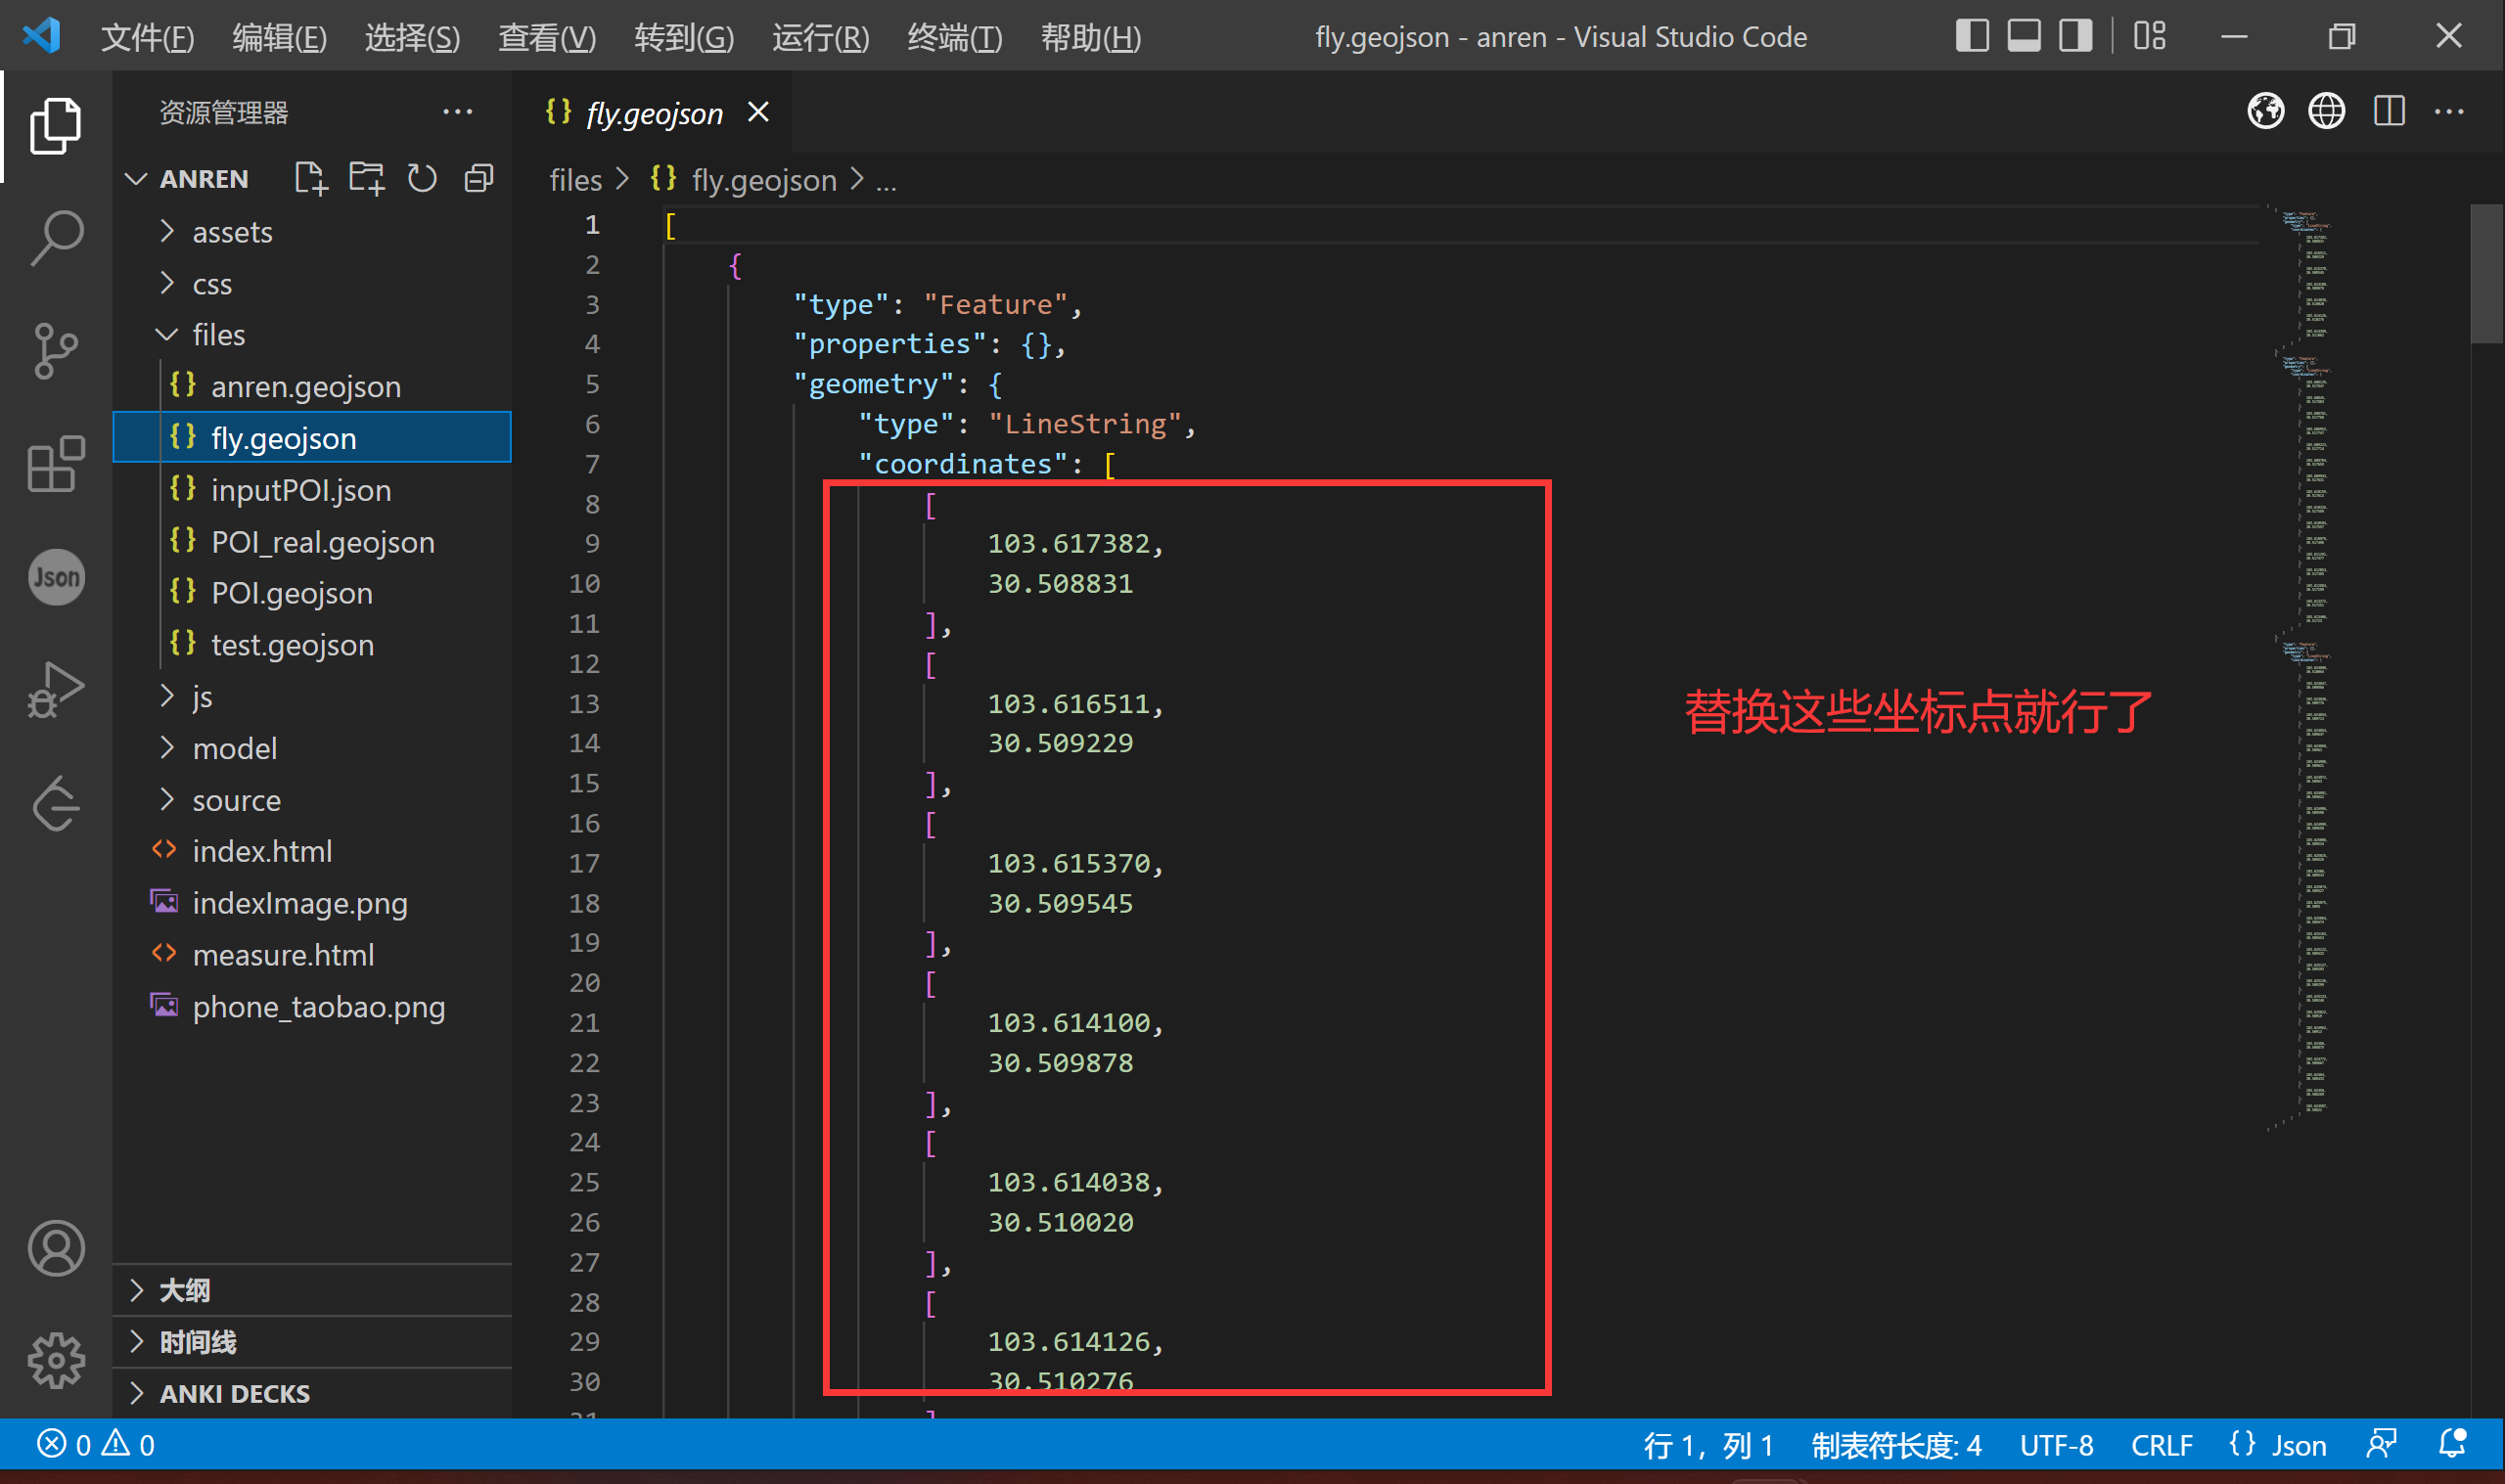 文件(F) 编辑(E) 选择(S) 查看(V) 转到(G) 运行(R) 终端(T) 帮助(H) fly.geojson - anren - Visual Studio Code
资源管理器
ANREN
assets
css
files
anren.geojson
fly.geojson
inputPOI.json
POI_real.geojson
POI.geojson
test.geojson
js
model
source
index.html
indexImage.png
measure.html
phone_taobao.png
大纲
时间线
ANKI DECKS
Json
{} fly.geojson
files > {} fly.geojson > ...
1 [
2 {
3 "type": "Feature",
4 "properties": {},
5 "geometry": {
6 "type": "LineString",
7 "coordinates": [
8 [
9 103.617382,
10 30.508831
11 ],
12 [
13 103.616511,
14 30.509229
15 ],
16 [
17 103.615370,
18 30.509545
19 ],
20 [
21 103.614100,
22 30.509878
23 ],
24 [
25 103.614038,
26 30.510020
27 ],
28 [
29 103.614126,
30 30.510276
31 ]
替换这些坐标点就行了
0 0 行 1，列 1 制表符长度: 4 UTF-8 CRLF {} Json